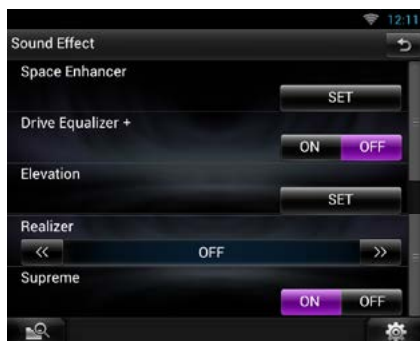 12:11
Sound Effect
Space Enhancer
SET
Drive Equalizer +
ON OFF
Elevation
SET
Realizer
<< OFF >>
Supreme
ON OFF